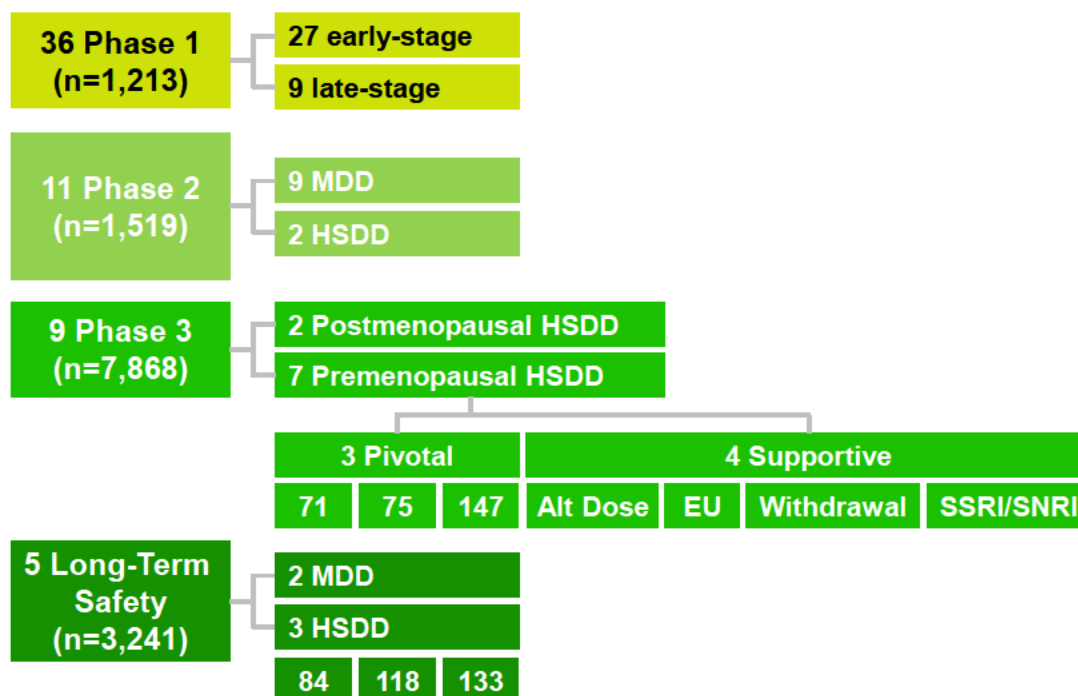 36 Phase 1
(n=1,213)
27 early-stage
9 late-stage
11 Phase 2
(n=1,519)
9 MDD
2 HSDD
9 Phase 3
(n=7,868)
2 Postmenopausal HSDD
7 Premenopausal HSDD
3 Pivotal
4 Supportive
71
75
147
Alt Dose
EU
Withdrawal
SSRI/SNRI
5 Long-Term
Safety
(n=3,241)
2 MDD
3 HSDD
84
118
133